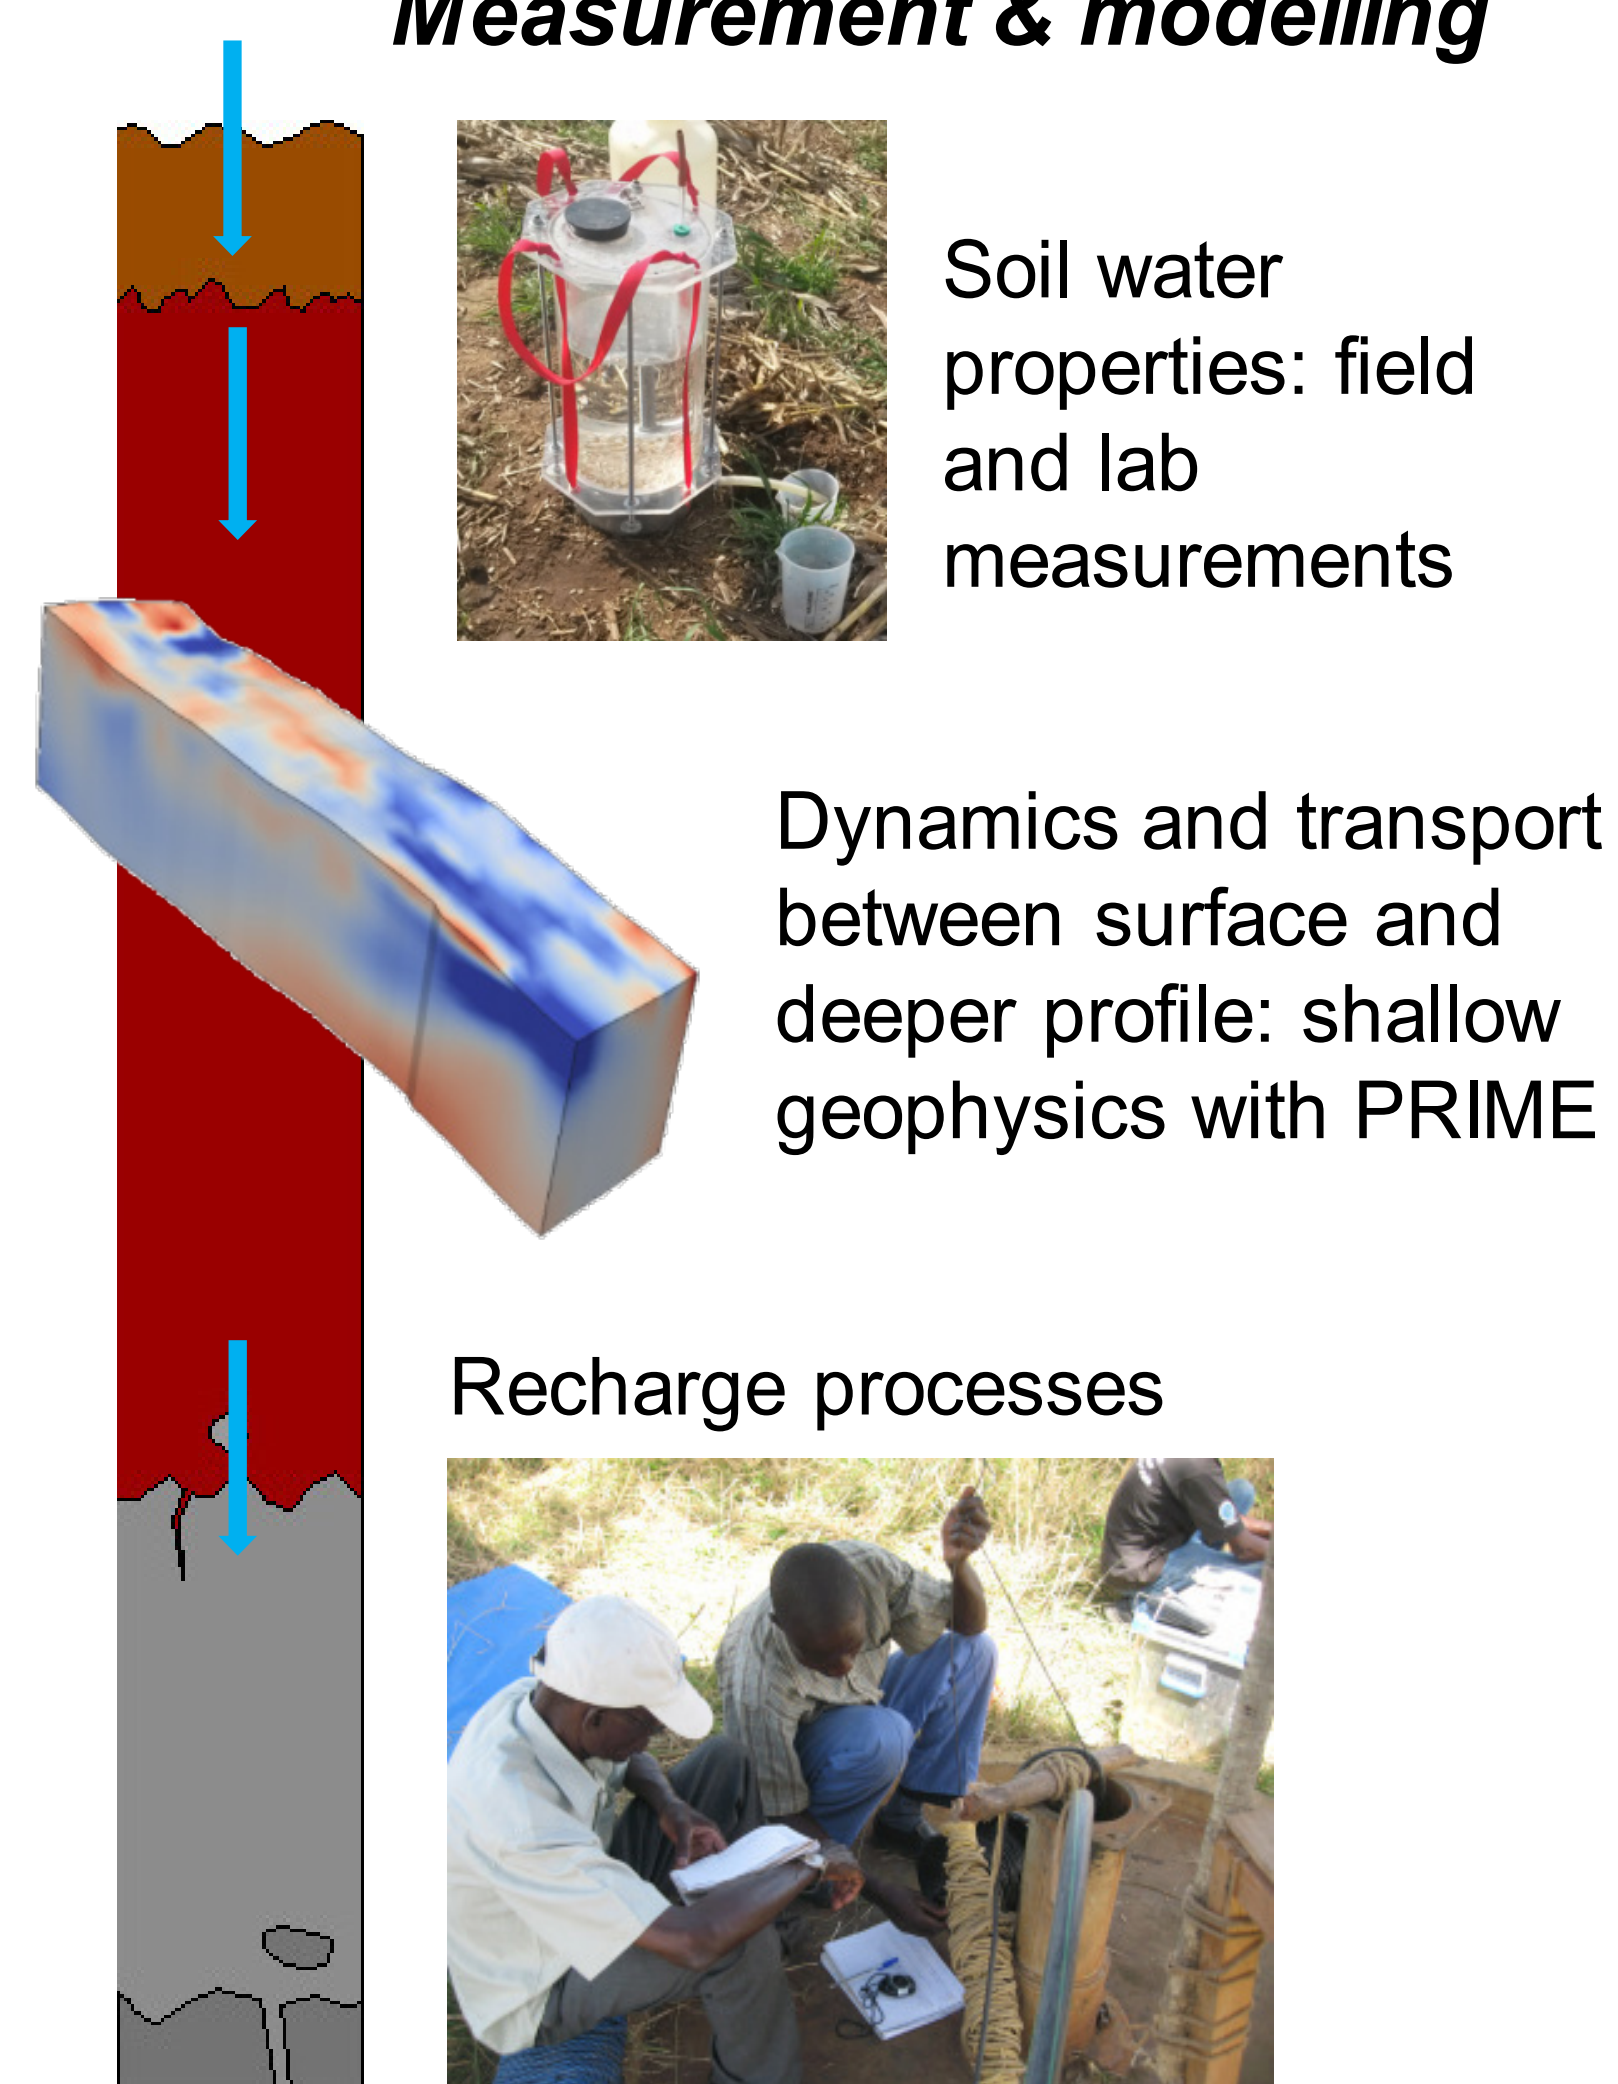 Measurement & modelling
Soil water
properties: field
and lab
measurements
Dynamics and transport
between surface and
deeper profile: shallow
geophysics with PRIME
Recharge processes